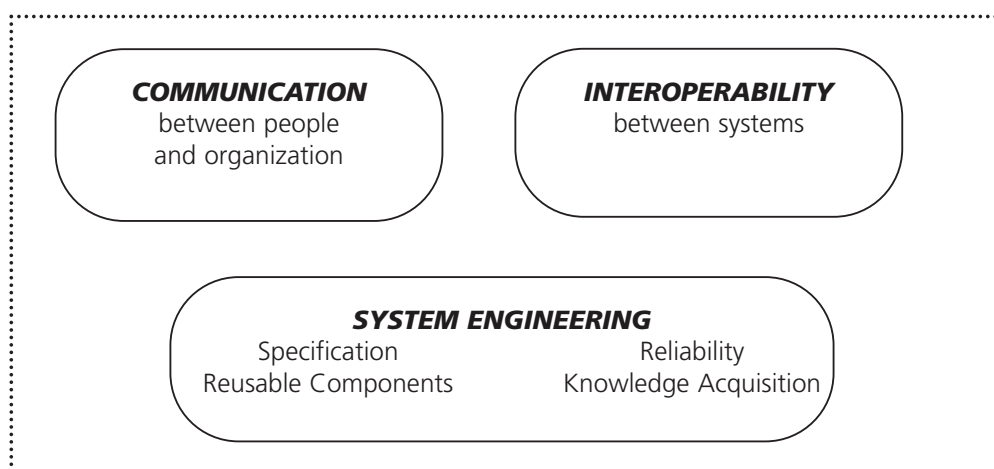 COMMUNICATION
between people
and organization
INTEROPERABILITY
between systems
SYSTEM ENGINEERING
Specification
Reusable Components
Reliability
Knowledge Acquisition